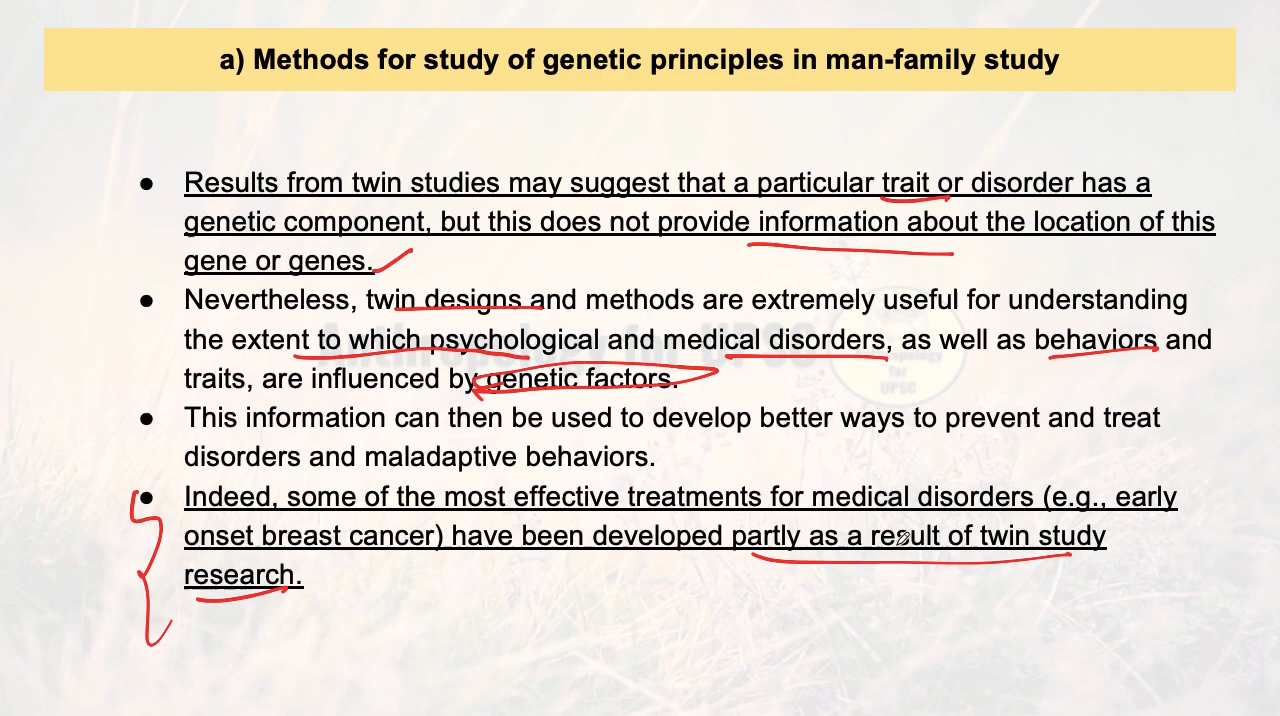 a) Methods for study of genetic principles in man-family study
● Results from twin studies may suggest that a particular trait or disorder has a
genetic component, but this does not provide information about the location of this
gene or genes.
● Nevertheless, twin designs and methods are extremely useful for understanding
the extent to which psychological and medical disorders, as well as behaviors and
traits, are influenced by genetic factors.
● This information can then be used to develop better ways to prevent and treat
disorders and maladaptive behaviors.
● Indeed, some of the most effective treatments for medical disorders (e.g., early
onset breast cancer) have been developed partly as a result of twin study
research.
Anthropology for UPSC
for
UPSC